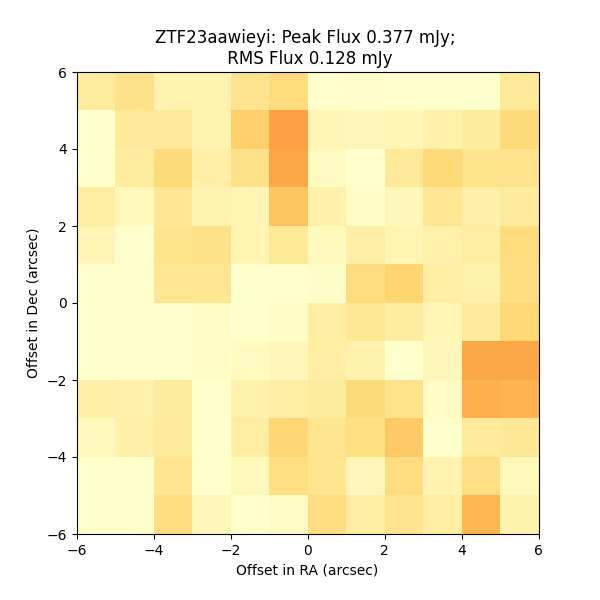 ZTF23aawieyi: Peak Flux 0.377 mJy;
RMS Flux 0.128 mJy
6
4
2
0
−2
−4
−6
Offset in Dec (arcsec)
−6 −4 −2 0 2 4 6
Offset in RA (arcsec)